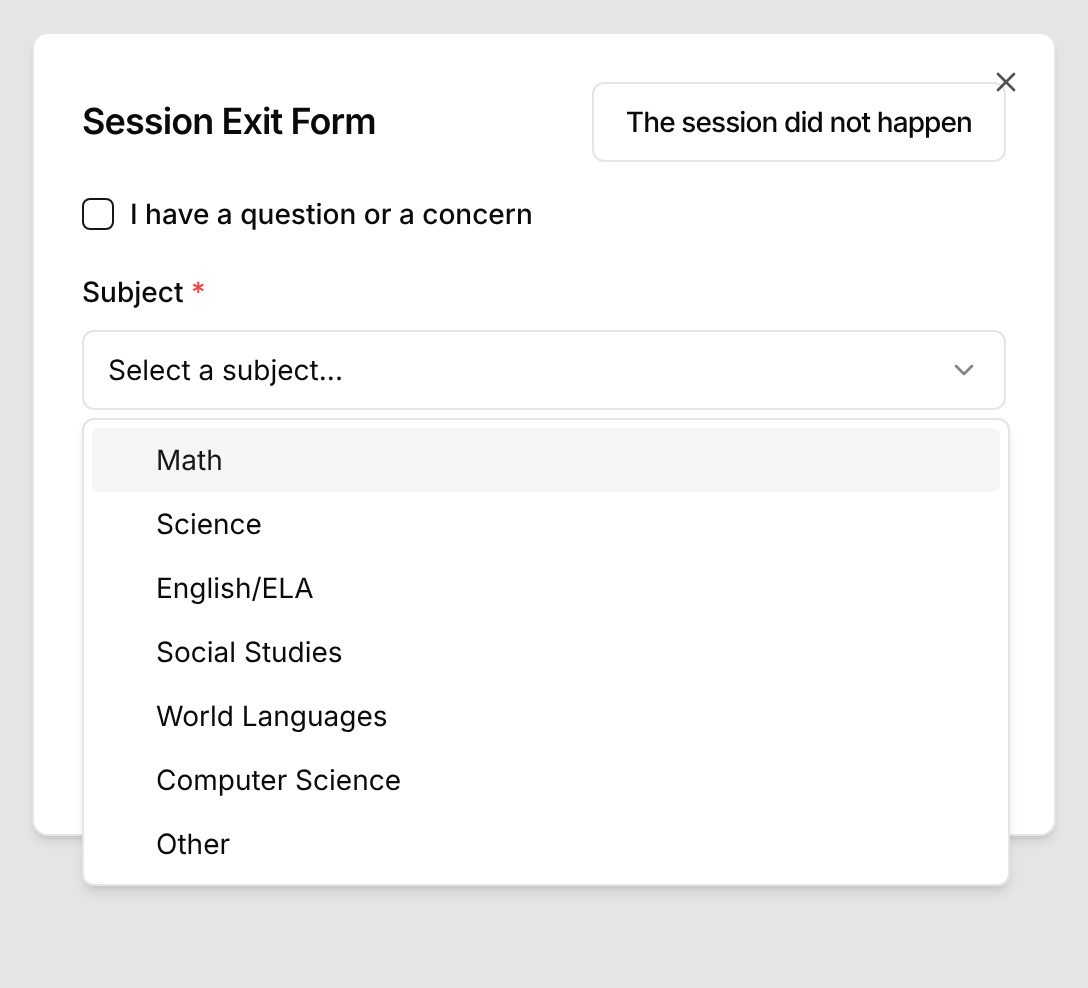 Session Exit Form
The session did not happen
I have a question or a concern
Subject *
Select a subject...
Math
Science
English/ELA
Social Studies
World Languages
Computer Science
Other